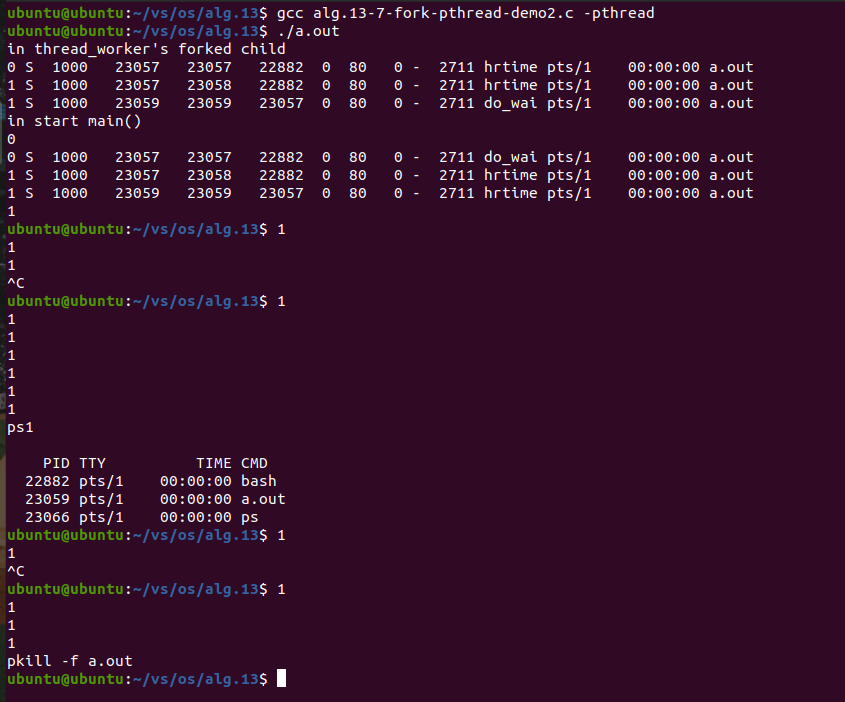 ubuntu@ubuntu:~/vs/os/alg.13$ gcc alg.13-7-fork-pthread-demo2.c -pthread
ubuntu@ubuntu:~/vs/os/alg.13$ ./a.out
in thread_worker's forked child
0 S  1000   23057   23057   22882  0  80   0 -  2711 hrtime pts/1    00:00:00 a.out
1 S  1000   23057   23058   22882  0  80   0 -  2711 hrtime pts/1    00:00:00 a.out
1 S  1000   23059   23059   23057  0  80   0 -  2711 do_wai pts/1    00:00:00 a.out
in start main()
0
0 S  1000   23057   23057   22882  0  80   0 -  2711 do_wai pts/1    00:00:00 a.out
1 S  1000   23057   23058   22882  0  80   0 -  2711 hrtime pts/1    00:00:00 a.out
1 S  1000   23059   23059   23057  0  80   0 -  2711 hrtime pts/1    00:00:00 a.out
1
ubuntu@ubuntu:~/vs/os/alg.13$ 1
1
1
^C
ubuntu@ubuntu:~/vs/os/alg.13$ 1
1
1
1
1
1
1
ps1
    PID TTY          TIME CMD
  22882 pts/1    00:00:00 bash
  23059 pts/1    00:00:00 a.out
  23066 pts/1    00:00:00 ps
ubuntu@ubuntu:~/vs/os/alg.13$ 1
1
^C
ubuntu@ubuntu:~/vs/os/alg.13$ 1
1
1
1
pkill -f a.out
ubuntu@ubuntu:~/vs/os/alg.13$